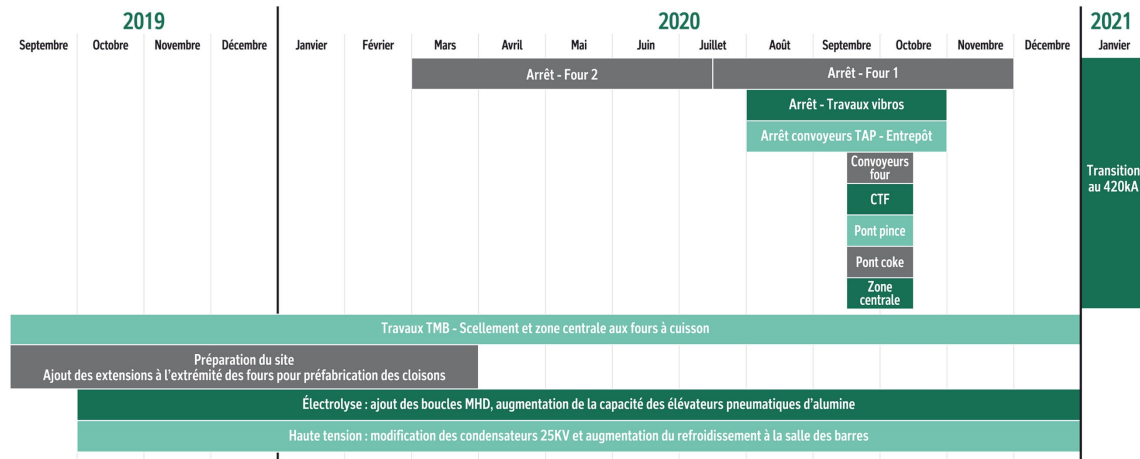 2019 2020 2021
Septembre Octobre Novembre Décembre Janvier Février Mars Avril Mai Juin Juillet Août Septembre Octobre Novembre Décembre Janvier
Arrêt - Four 2 Arrêt - Four 1
Arrêt - Travaux vibros
Arrêt convoyeurs TAP - Entrepôt
Convoyeurs
four
Transition
au 420kA
CTF
Pont pince
Pont coke
Zone
centrale
Travaux TMB - Scellement et zone centrale aux fours à cuisson
Préparation du site
Ajout des extensions à l'extrémité des fours pour préfabrication des cloisons
Électrolyse : ajout des boucles MHD, augmentation de la capacité des élévateurs pneumatiques d'alumine
Haute tension : modification des condensateurs 25KV et augmentation du refroidissement à la salle des barres